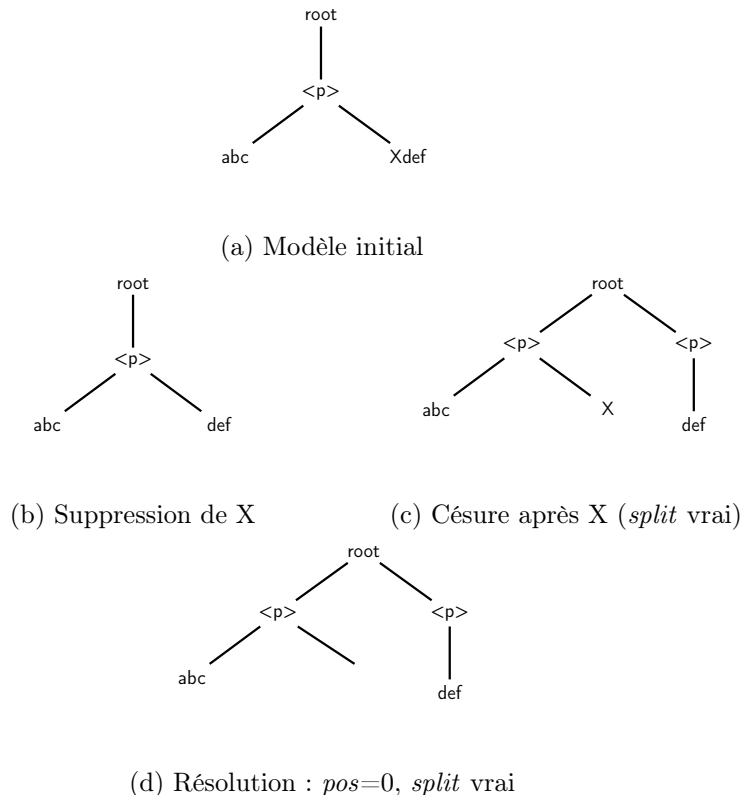 root
<p>
abc Xdef
(a) Modèle initial
root root
<p> <p> <p>
abc def abc X def
(b) Suppression de X (c) Césure après X (split vrai)
root
<p> <p>
abc def
(d) Résolution : pos=0, split vrai